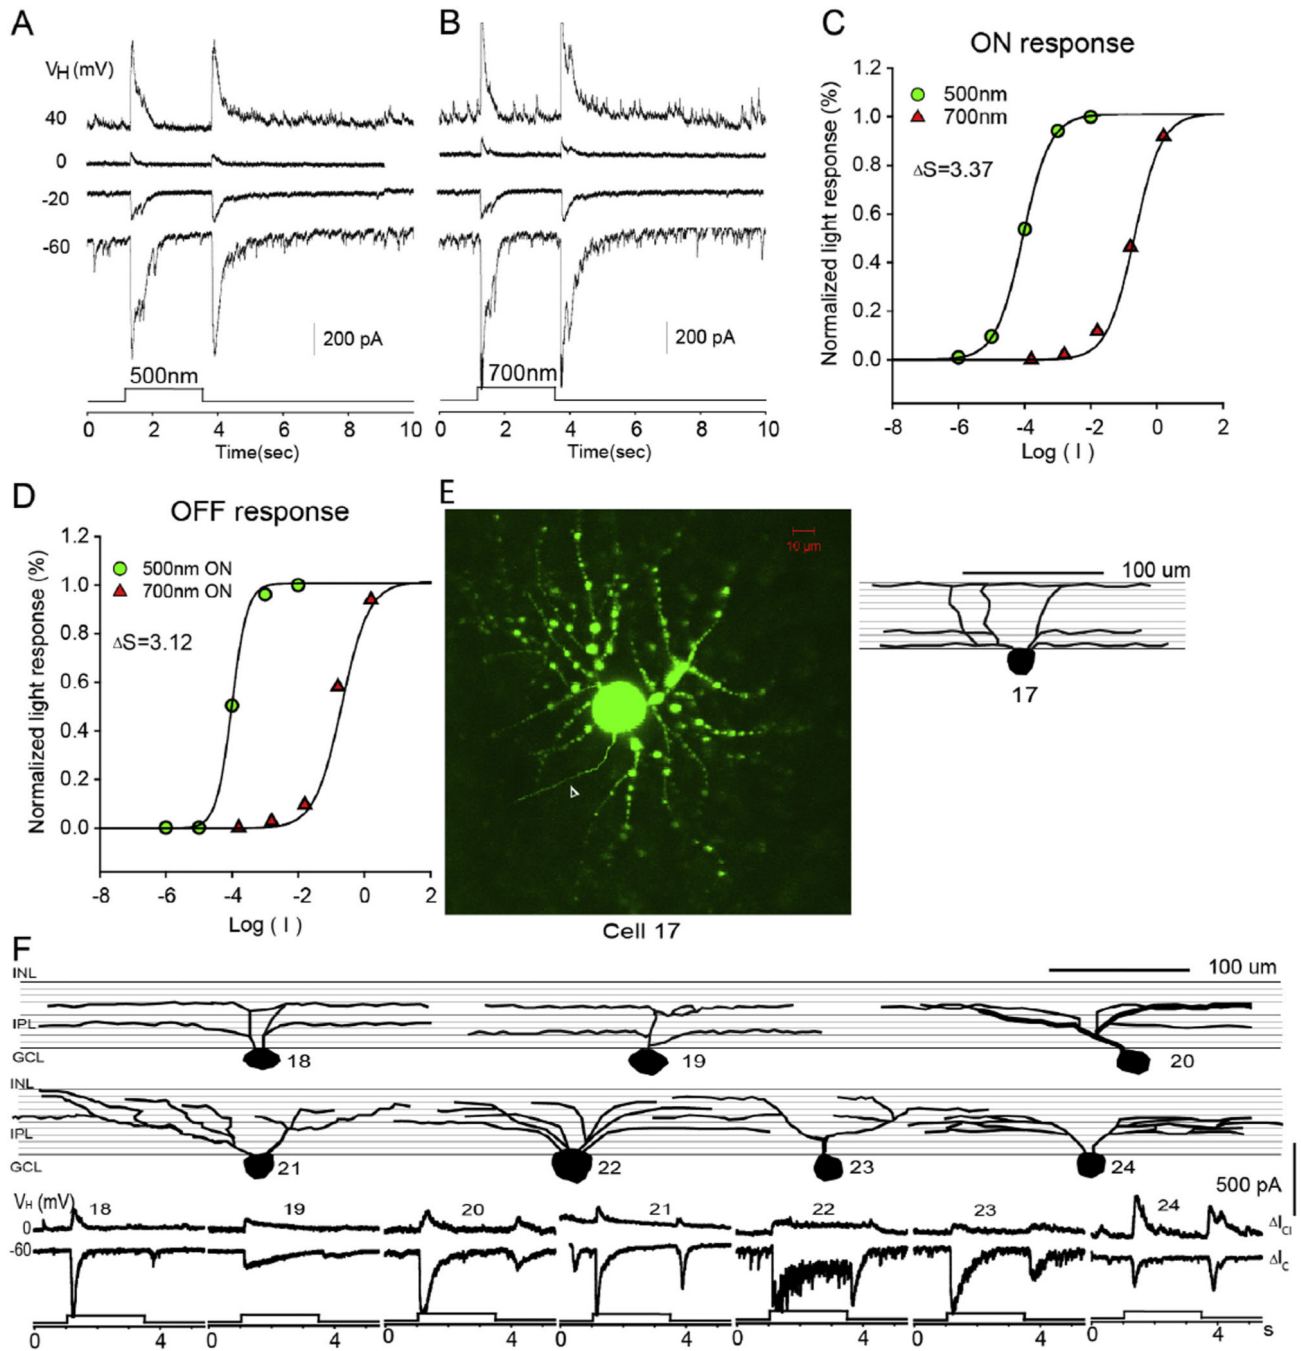 A
B
C
VH (mV)
40
0
-20
-60
200 pA
200 pA
500nm
700nm
0 2 4 6 8 10
0 2 4 6 8 10
Time(sec)
Time(sec)
ON response
1.2
1.0
0.8
0.6
0.4
0.2
0.0
Normalized light response (%)
500nm
700nm
ΔS=3.37
-8 -6 -4 -2 0 2
Log ( I )
D
OFF response
1.2
1.0
0.8
0.6
0.4
0.2
0.0
Normalized light response (%)
500nm ON
700nm ON
ΔS=3.12
-8 -6 -4 -2 0 2
Log ( I )
E
10 µm
Cell 17
100 um
17
F
100 um
INL
IPL
GCL
18 19 20
INL
IPL
GCL
21 22 23 24
500 pA
VH (mV)
18 19 20 21 22 23 24
0
-60
ΔICl
ΔIC
0 4 0 4 0 4 0 4 0 4 0 4 0 4 s